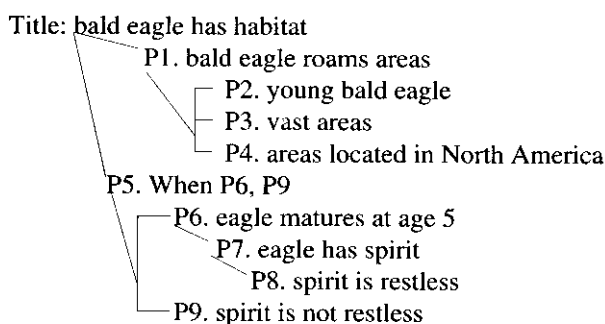 Title: bald eagle has habitat
P1. bald eagle roams areas
P2. young bald eagle
P3. vast areas
P4. areas located in North America
P5. When P6, P9
P6. eagle matures at age 5
P7. eagle has spirit
P8. spirit is restless
P9. spirit is not restless